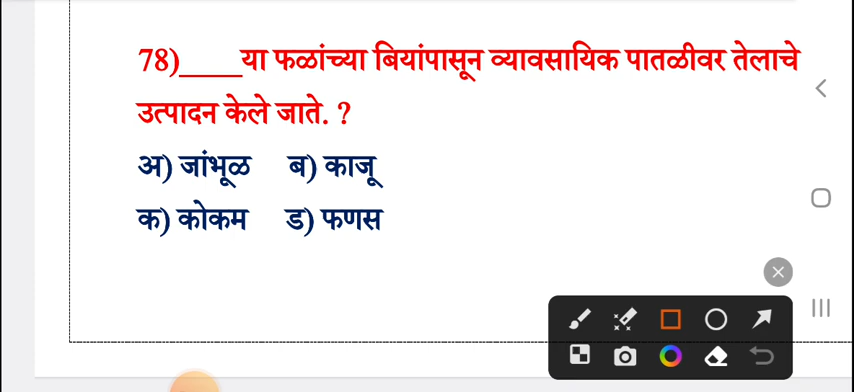 78)____या फळांच्या बियांपासून व्यावसायिक पातळीवर तेलाचे
उत्पादन केले जाते. ?
अ) जांभूळ ब) काजू
क) कोकम ड) फणस